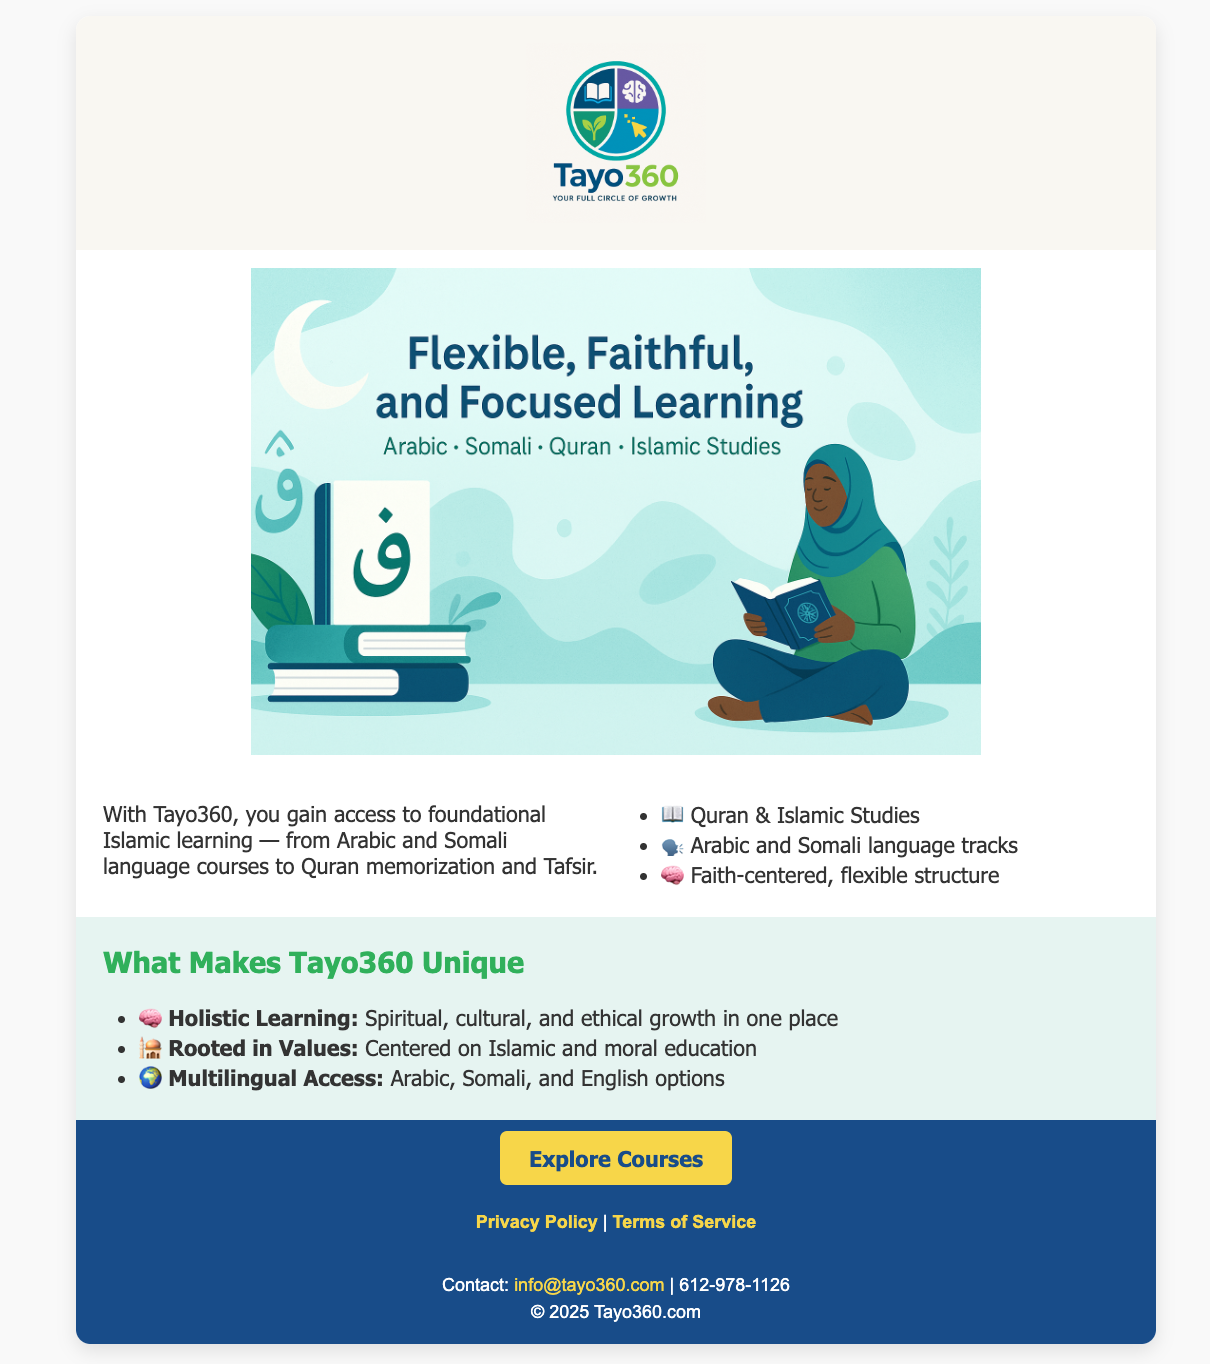 Tayo360
YOUR FULL CIRCLE OF GROWTH
Flexible, Faithful,
and Focused Learning
Arabic · Somali · Quran · Islamic Studies
ق
ف
With Tayo360, you gain access to foundational
Islamic learning — from Arabic and Somali
language courses to Quran memorization and Tafsir.
• 📖 Quran & Islamic Studies
• 🗣️ Arabic and Somali language tracks
• 🧠 Faith-centered, flexible structure
What Makes Tayo360 Unique
• 🧠 Holistic Learning: Spiritual, cultural, and ethical growth in one place
• 🕌 Rooted in Values: Centered on Islamic and moral education
• 🌍 Multilingual Access: Arabic, Somali, and English options
Explore Courses
Privacy Policy | Terms of Service
Contact: info@tayo360.com | 612-978-1126
© 2025 Tayo360.com